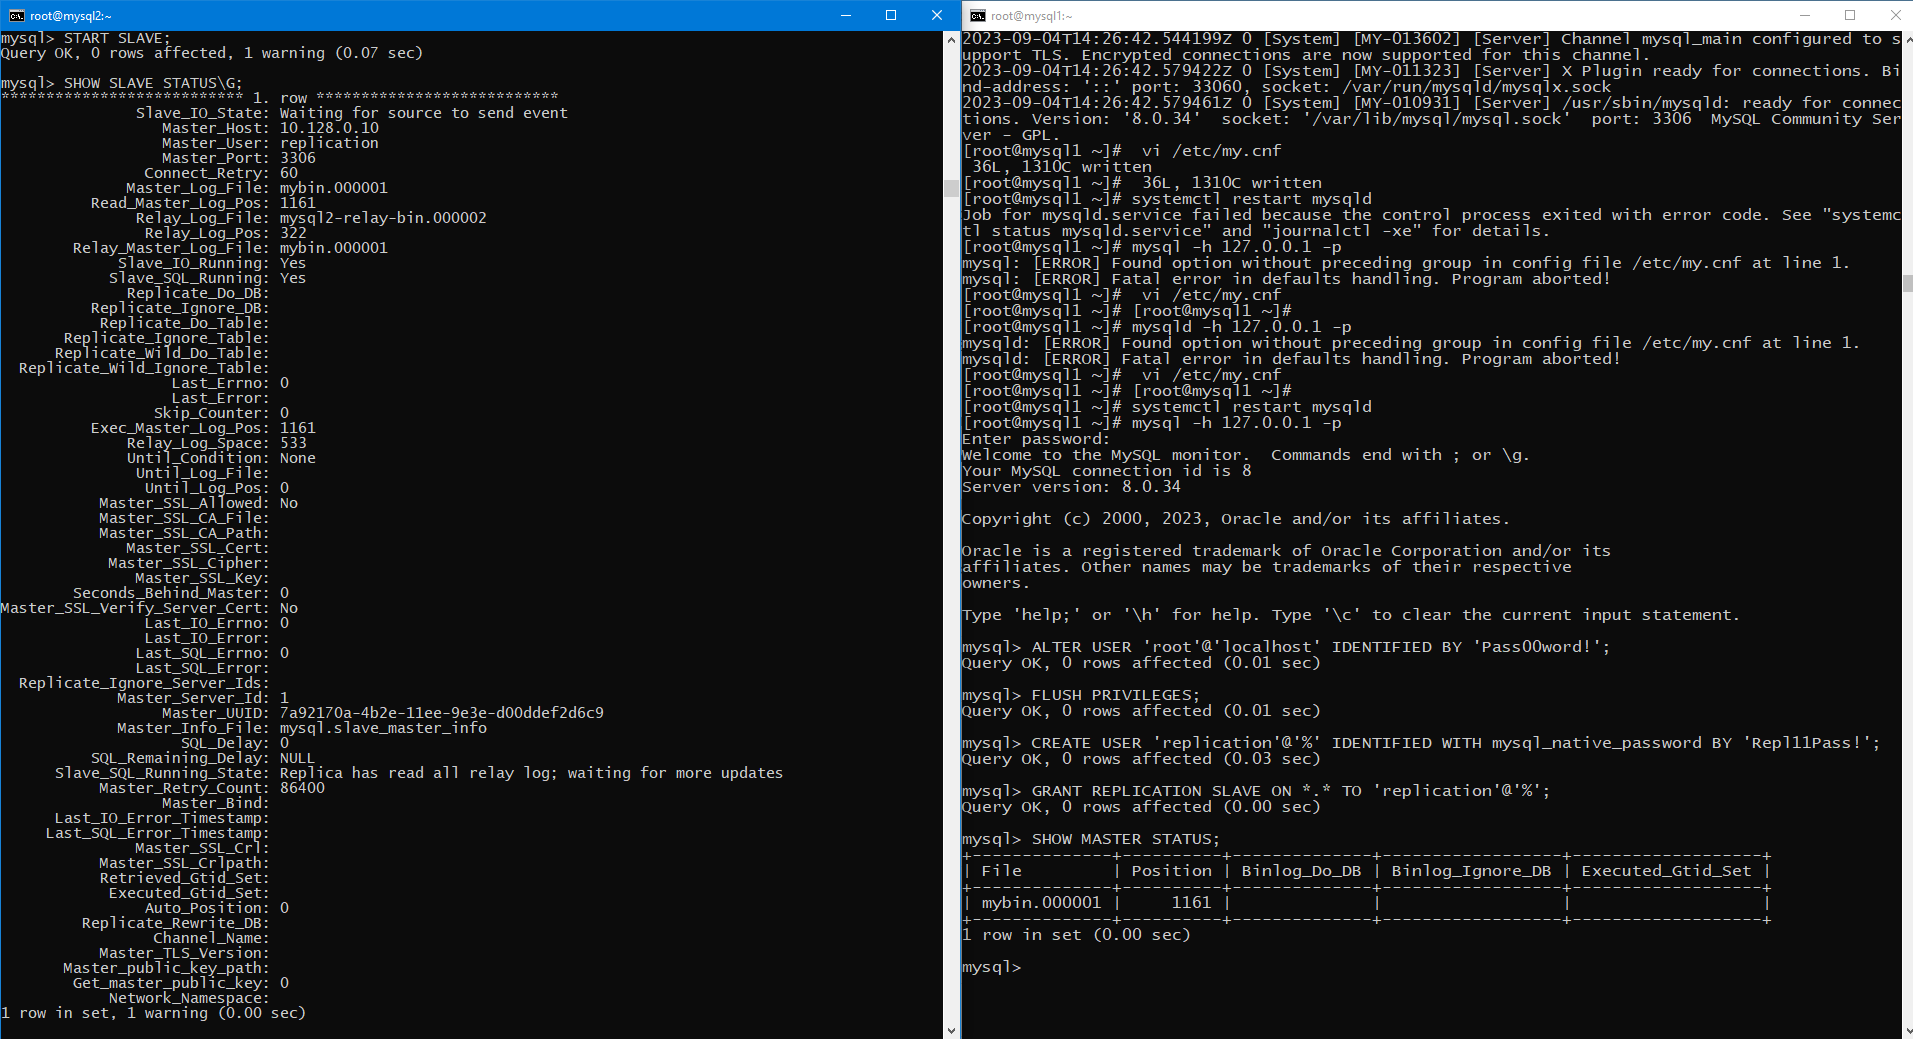 root@mysql2:~
mysql> START SLAVE;
Query OK, 0 rows affected, 1 warning (0.07 sec)
mysql> SHOW SLAVE STATUS\G;
*************************** 1. row ***************************
Slave_IO_State: Waiting for source to send event
Master_Host: 10.128.0.10
Master_User: replication
Master_Port: 3306
Connect_Retry: 60
Master_Log_File: mybin.000001
Read_Master_Log_Pos: 1161
Relay_Log_File: mysql2-relay-bin.000002
Relay_Log_Pos: 322
Relay_Master_Log_File: mybin.000001
Slave_IO_Running: Yes
Slave_SQL_Running: Yes
Replicate_Do_DB:
Replicate_Ignore_DB:
Replicate_Do_Table:
Replicate_Ignore_Table:
Replicate_Wild_Do_Table:
Replicate_Wild_Ignore_Table:
Last_Errno: 0
Last_Error:
Skip_Counter: 0
Exec_Master_Log_Pos: 1161
Relay_Log_Space: 533
Until_Condition: None
Until_Log_File:
Until_Log_Pos: 0
Master_SSL_Allowed: No
Master_SSL_CA_File:
Master_SSL_CA_Path:
Master_SSL_Cert:
Master_SSL_Cipher:
Master_SSL_Key:
Seconds_Behind_Master: 0
Master_SSL_Verify_Server_Cert: No
Last_IO_Errno: 0
Last_IO_Error:
Last_SQL_Errno: 0
Last_SQL_Error:
Replicate_Ignore_Server_Ids:
Master_Server_Id: 1
Master_UUID: 7a92170a-4b2e-11ee-9e3e-d00ddef2d6c9
Master_Info_File: mysql.slave_master_info
SQL_Delay: 0
SQL_Remaining_Delay: NULL
Slave_SQL_Running_State: Replica has read all relay log; waiting for more updates
Master_Retry_Count: 86400
Master_Bind:
Last_IO_Error_Timestamp:
Last_SQL_Error_Timestamp:
Master_SSL_Crl:
Master_SSL_Crlpath:
Retrieved_Gtid_Set:
Executed_Gtid_Set:
Auto_Position: 0
Replicate_Rewrite_DB:
Channel_Name:
Master_TLS_Version:
Master_public_key_path:
Get_master_public_key: 0
Network_Namespace:
1 row in set, 1 warning (0.00 sec)
root@mysql1:~
2023-09-04T14:26:42.544199Z 0 [System] [MY-013602] [Server] Channel mysql_main configured to s
upport TLS. Encrypted connections are now supported for this channel.
2023-09-04T14:26:42.579422Z 0 [System] [MY-011323] [Server] X Plugin ready for connections. Bi
nd-address: '::' port: 33060, socket: /var/run/mysqld/mysqlx.sock
2023-09-04T14:26:42.579461Z 0 [System] [MY-010931] [Server] /usr/sbin/mysqld: ready for connec
tions. Version: '8.0.34'  socket: '/var/lib/mysql/mysql.sock'  port: 3306  MySQL Community Ser
ver - GPL.
[root@mysql1 ~]#  vi /etc/my.cnf
 36L, 1310C written
[root@mysql1 ~]#  36L, 1310C written
[root@mysql1 ~]# systemctl restart mysqld
Job for mysqld.service failed because the control process exited with error code. See "systemc
tl status mysqld.service" and "journalctl -xe" for details.
[root@mysql1 ~]# mysql -h 127.0.0.1 -p
mysql: [ERROR] Found option without preceding group in config file /etc/my.cnf at line 1.
mysql: [ERROR] Fatal error in defaults handling. Program aborted!
[root@mysql1 ~]#  vi /etc/my.cnf
[root@mysql1 ~]# [root@mysql1 ~]#
[root@mysql1 ~]# mysqld -h 127.0.0.1 -p
mysqld: [ERROR] Found option without preceding group in config file /etc/my.cnf at line 1.
mysqld: [ERROR] Fatal error in defaults handling. Program aborted!
[root@mysql1 ~]#  vi /etc/my.cnf
[root@mysql1 ~]# [root@mysql1 ~]#
[root@mysql1 ~]# systemctl restart mysqld
[root@mysql1 ~]# mysql -h 127.0.0.1 -p
Enter password:
Welcome to the MySQL monitor.  Commands end with ; or \g.
Your MySQL connection id is 8
Server version: 8.0.34
Copyright (c) 2000, 2023, Oracle and/or its affiliates.
Oracle is a registered trademark of Oracle Corporation and/or its
affiliates. Other names may be trademarks of their respective
owners.
Type 'help;' or '\h' for help. Type '\c' to clear the current input statement.
mysql> ALTER USER 'root'@'localhost' IDENTIFIED BY 'Pass00word!';
Query OK, 0 rows affected (0.01 sec)
mysql> FLUSH PRIVILEGES;
Query OK, 0 rows affected (0.01 sec)
mysql> CREATE USER 'replication'@'%' IDENTIFIED WITH mysql_native_password BY 'Repl11Pass!';
Query OK, 0 rows affected (0.03 sec)
mysql> GRANT REPLICATION SLAVE ON *.* TO 'replication'@'%';
Query OK, 0 rows affected (0.00 sec)
mysql> SHOW MASTER STATUS;
+--------------+----------+--------------+------------------+-------------------+
| File         | Position | Binlog_Do_DB | Binlog_Ignore_DB | Executed_Gtid_Set |
+--------------+----------+--------------+------------------+-------------------+
| mybin.000001 |     1161 |              |                  |                   |
+--------------+----------+--------------+------------------+-------------------+
1 row in set (0.00 sec)
mysql>